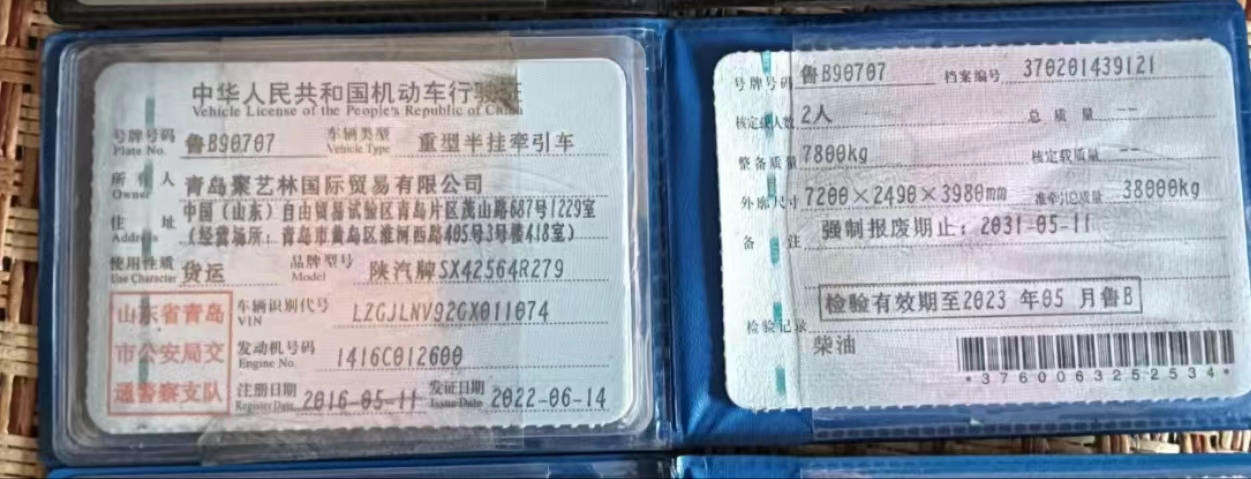 中华人民共和国机动车行驶证
Vehicle License of the People's Republic of China
号牌号码 鲁B90707 车辆类型 重型半挂牵引车
Plate No. Vehicle Type
所有人 青岛聚艺林国际贸易有限公司
Owner
住址 中国（山东）自由贸易试验区青岛片区茂山路687号1229室
Address （经营场所：青岛市黄岛区淮河西路405号3号楼418室）
使用性质 货运 品牌型号 陕汽牌SX42564R279
Use Character Model
山东省青岛
市公安局交
通警察支队
车辆识别代号 LZGJLNV92GX011074
VIN
发动机号码 1416C012600
Engine No.
注册日期 2016-05-11 发证日期 2022-06-14
Register Date Issue Date
号牌号码 鲁B90707 档案编号 370201439121
核定载人数 2人 总质量 --
整备质量 7800kg 核定载质量 --
外廓尺寸 7200×2490×3980mm 准牵引总质量 38000kg
备注 强制报废期止：2031-05-11
检验有效期至2023 年05 月鲁B
检验记录
柴油
*3760063252534*